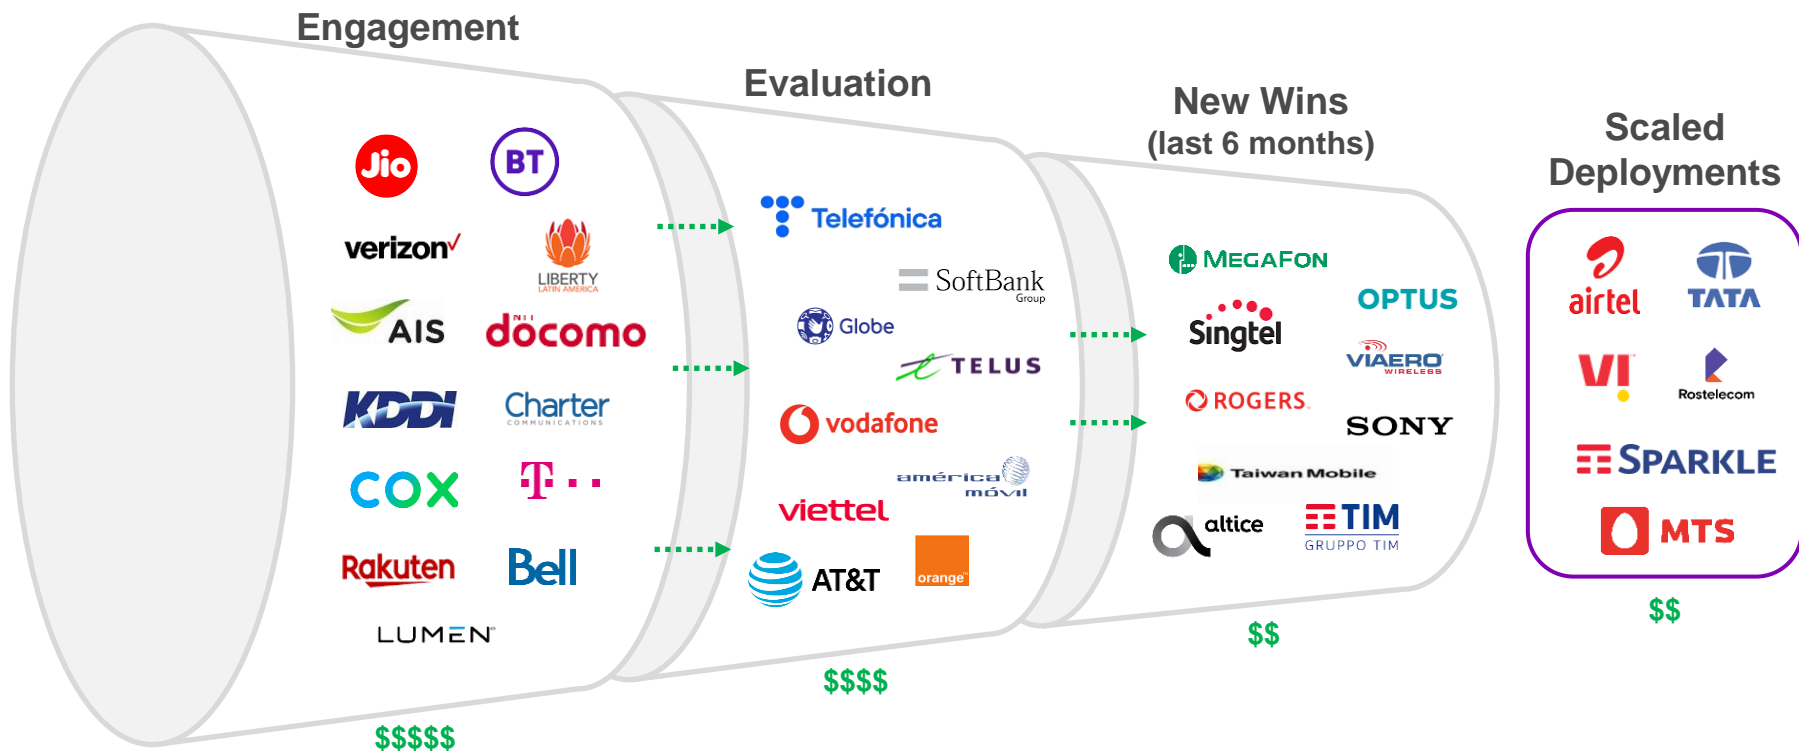 Engagement
Jio
BT
verizon
LIBERTY
LATIN AMERICA
AIS
NTT
döcomo
KDDI
Charter
COMMUNICATIONS
COX
T
Rakuten
Bell
LUMEN
$$$$$
Evaluation
Telefónica
SoftBank
Group
Globe
TELUS
vodafone
américa
móvil
viettel
AT&T
orange
$$$$
New Wins
(last 6 months)
MEGAFON
OPTUS
Singtel
VIAERO
WIRELESS
ROGERS
SONY
Taiwan Mobile
altice
TIM
GRUPPO TIM
$$
Scaled
Deployments
airtel
TATA
VI
Rostelecom
SPARKLE
MTS
$$